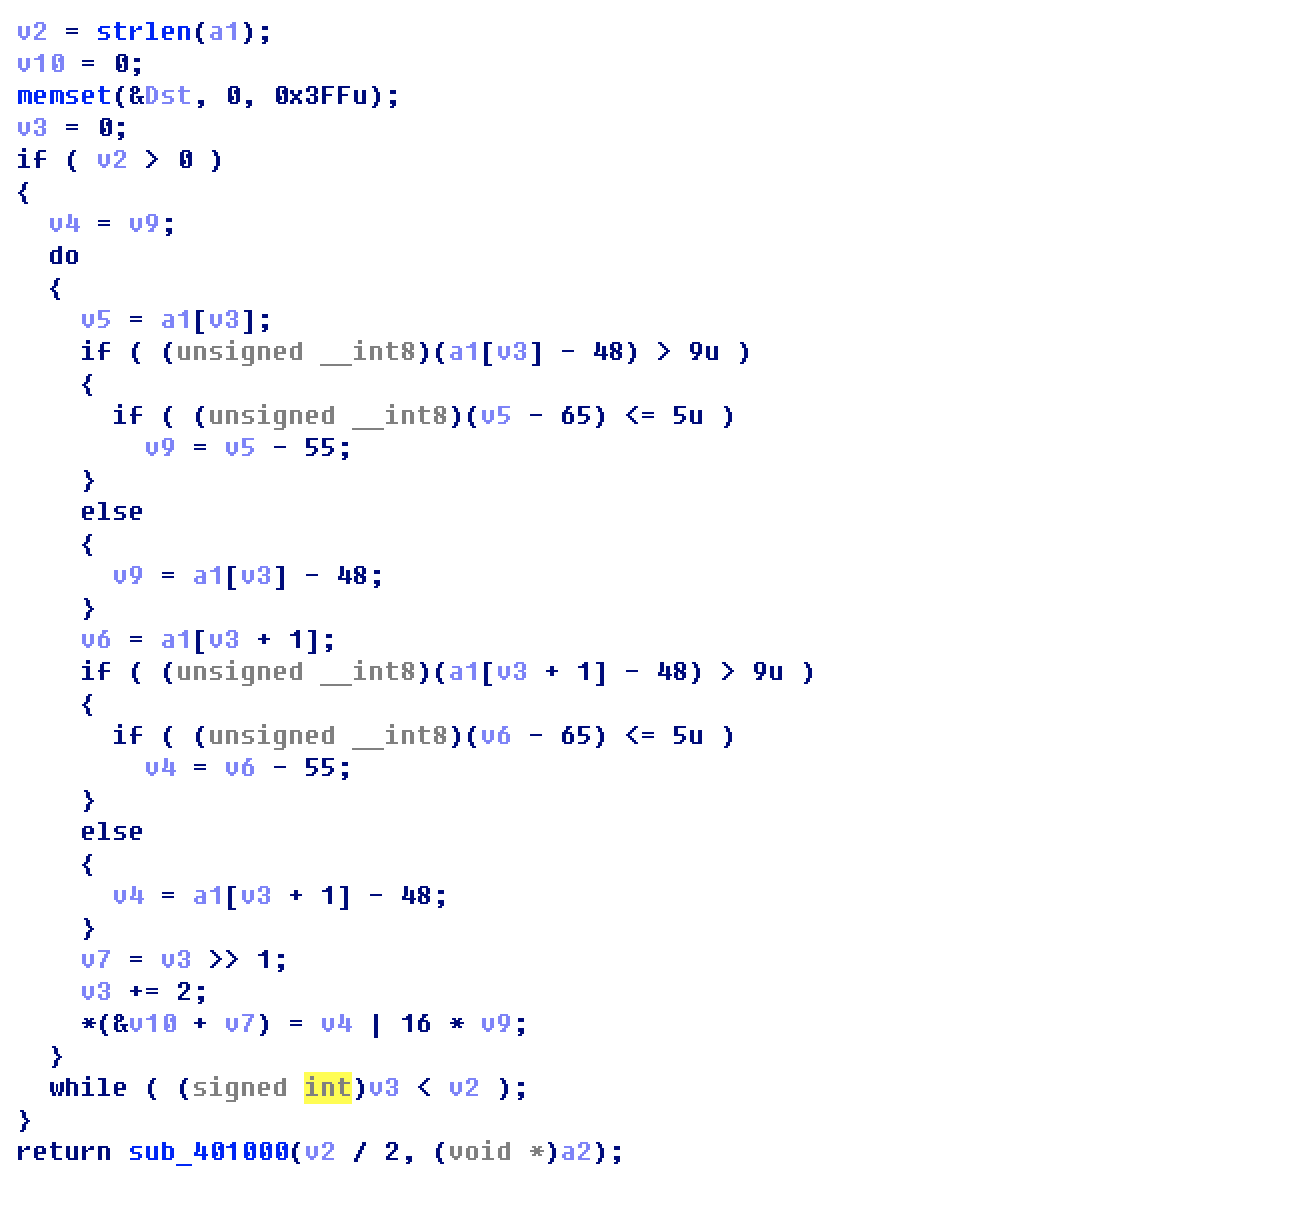 v2 = strlen(a1);
v10 = 0;
memset(&Dst, 0, 0x3FFu);
v3 = 0;
if ( v2 > 0 )
{
  v4 = v9;
  do
  {
    v5 = a1[v3];
    if ( (unsigned __int8)(a1[v3] - 48) > 9u )
    {
      if ( (unsigned __int8)(v5 - 65) <= 5u )
        v9 = v5 - 55;
    }
    else
    {
      v9 = a1[v3] - 48;
    }
    v6 = a1[v3 + 1];
    if ( (unsigned __int8)(a1[v3 + 1] - 48) > 9u )
    {
      if ( (unsigned __int8)(v6 - 65) <= 5u )
        v4 = v6 - 55;
    }
    else
    {
      v4 = a1[v3 + 1] - 48;
    }
    v7 = v3 >> 1;
    v3 += 2;
    *(&v10 + v7) = v4 | 16 * v9;
  }
  while ( (signed int)v3 < v2 );
}
return sub_401000(v2 / 2, (void *)a2);